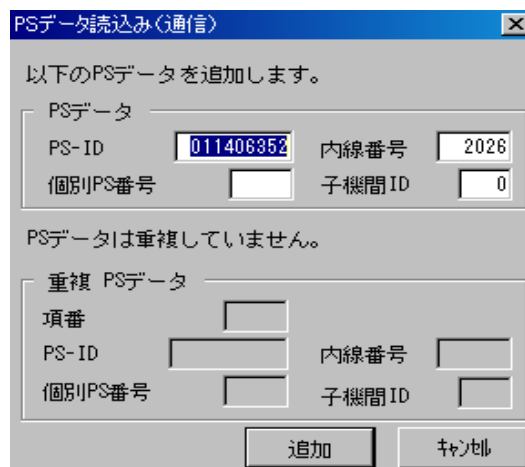 PSデータ読込み(通信)
以下のPSデータを追加します。
PSデータ
PS-ID 011406352 内線番号 2026
個別PS番号 子機間ID 0
PSデータは重複していません。
重複 PSデータ
項番
PS-ID 内線番号
個別PS番号 子機間ID
追加 ｷｬﾝｾﾙ